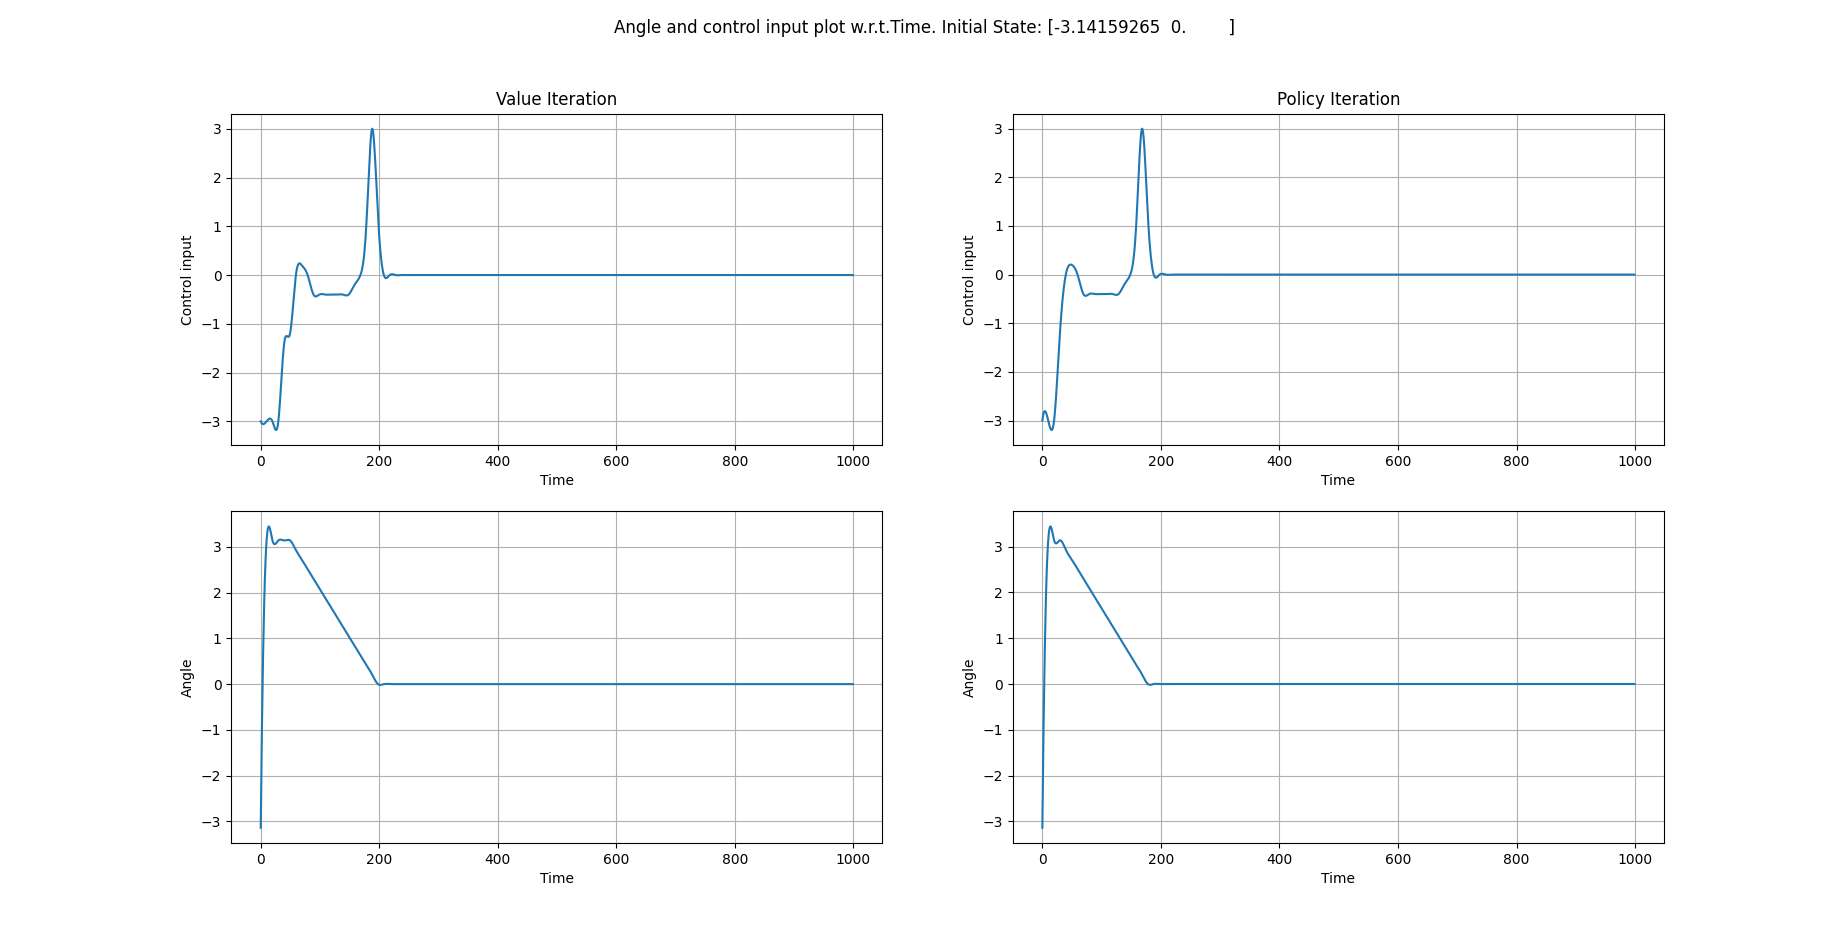 Angle and control input plot w.r.t.Time. Initial State: [-3.14159265  0.        ]
Value Iteration
3
2
1
0
−1
−2
−3
Control input
0 200 400 600 800 1000
Time
Policy Iteration
3
2
1
0
−1
−2
−3
Control input
0 200 400 600 800 1000
Time
3
2
1
0
−1
−2
−3
Angle
0 200 400 600 800 1000
Time
3
2
1
0
−1
−2
−3
Angle
0 200 400 600 800 1000
Time